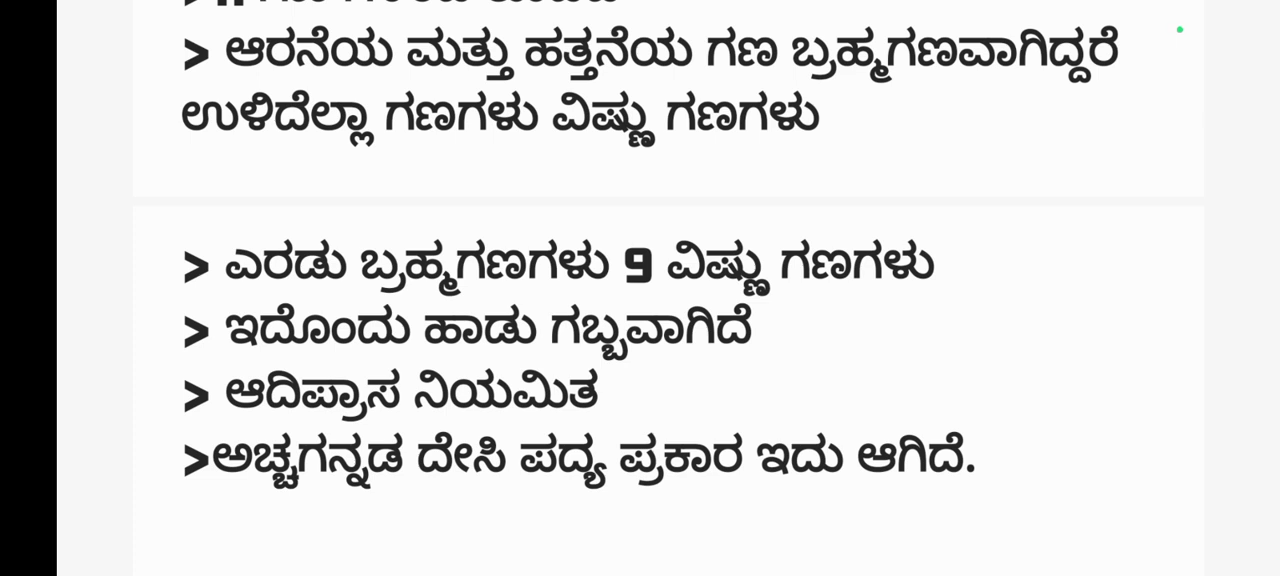 > ಆರನೆಯ ಮತ್ತು ಹತ್ತನೆಯ ಗಣ ಬ್ರಹ್ಮಗಣವಾಗಿದ್ದರೆ
ಉಳಿದೆಲ್ಲಾ ಗಣಗಳು ವಿಷ್ಣು ಗಣಗಳು
> ಎರಡು ಬ್ರಹ್ಮಗಣಗಳು 9 ವಿಷ್ಣು ಗಣಗಳು
> ಇದೊಂದು ಹಾಡು ಗಬ್ಬವಾಗಿದೆ
> ಆದಿಪ್ರಾಸ ನಿಯಮಿತ
>ಅಚ್ಚಗನ್ನಡ ದೇಸಿ ಪದ್ಯ ಪ್ರಕಾರ ಇದು ಆಗಿದೆ.